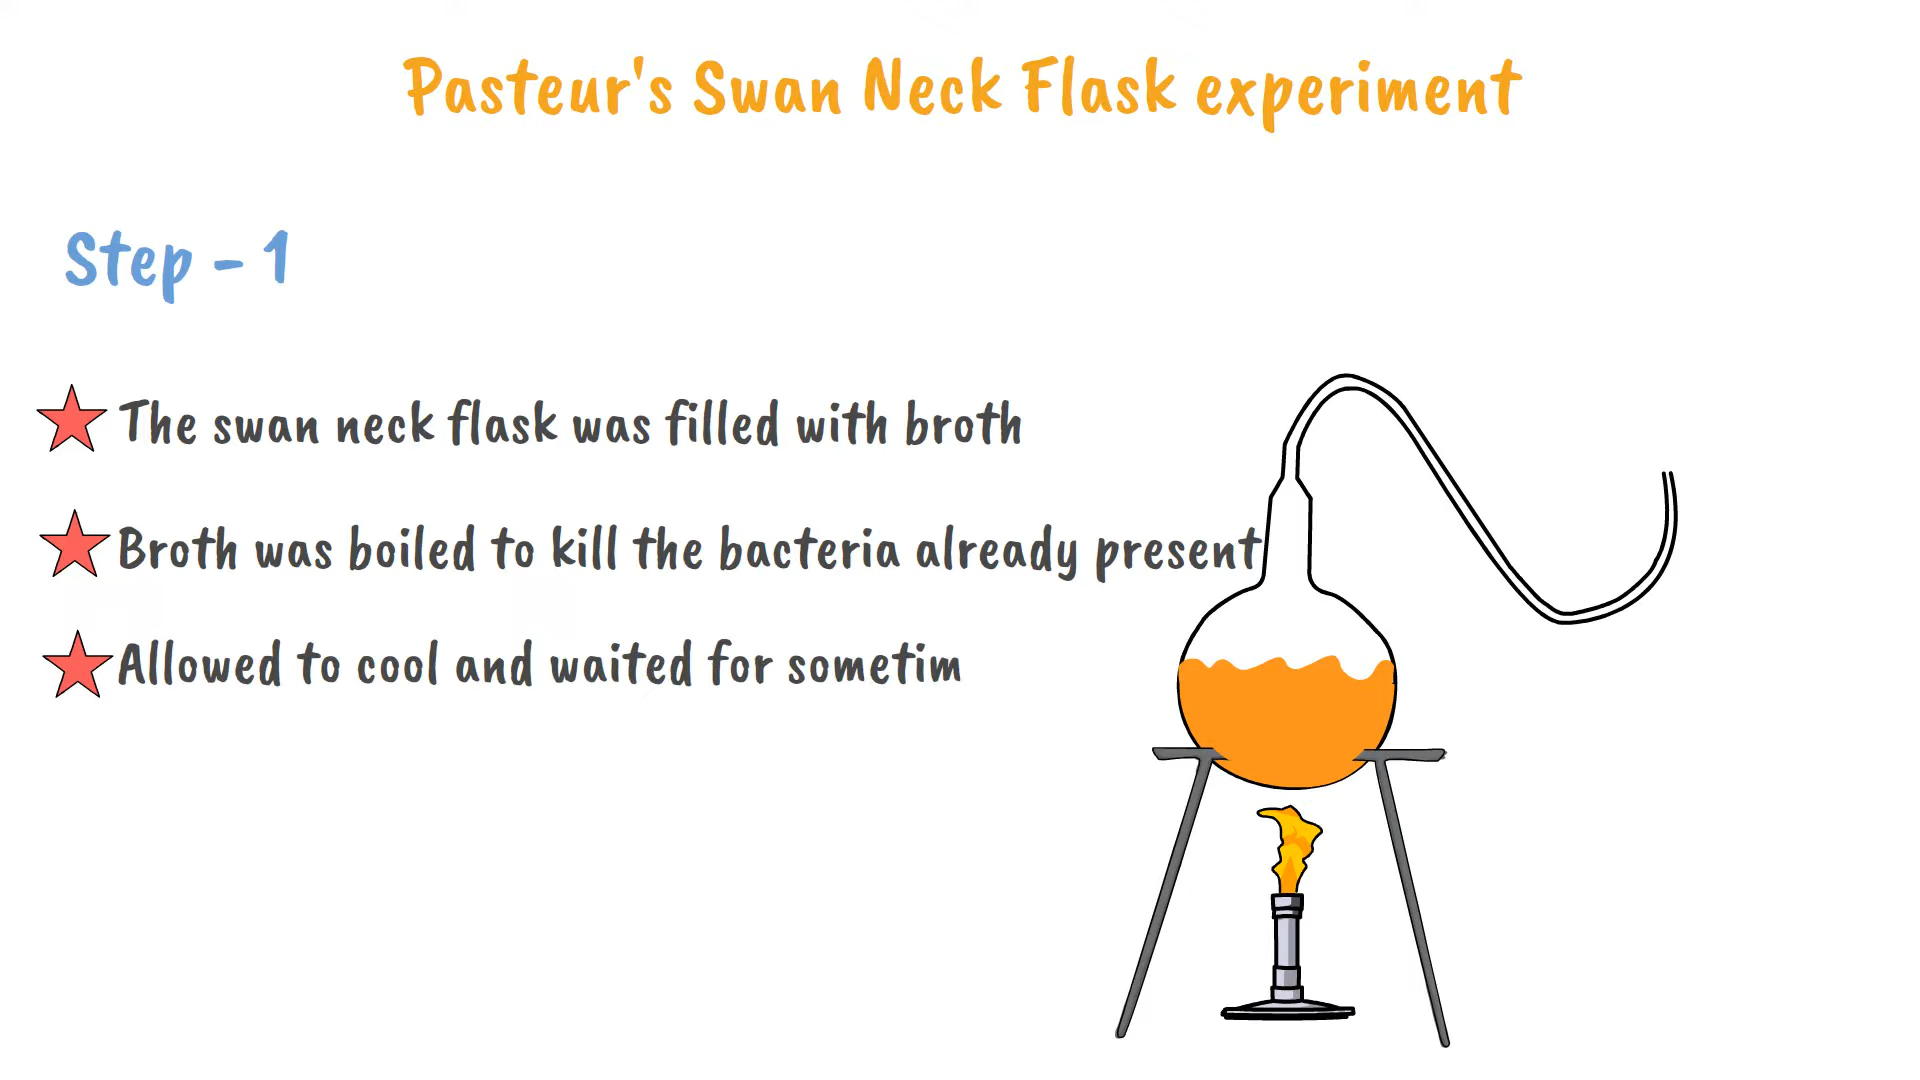 Pasteur's Swan Neck Flask experiment
Step - 1
The swan neck flask was filled with broth
Broth was boiled to kill the bacteria already present
Allowed to cool and waited for sometim